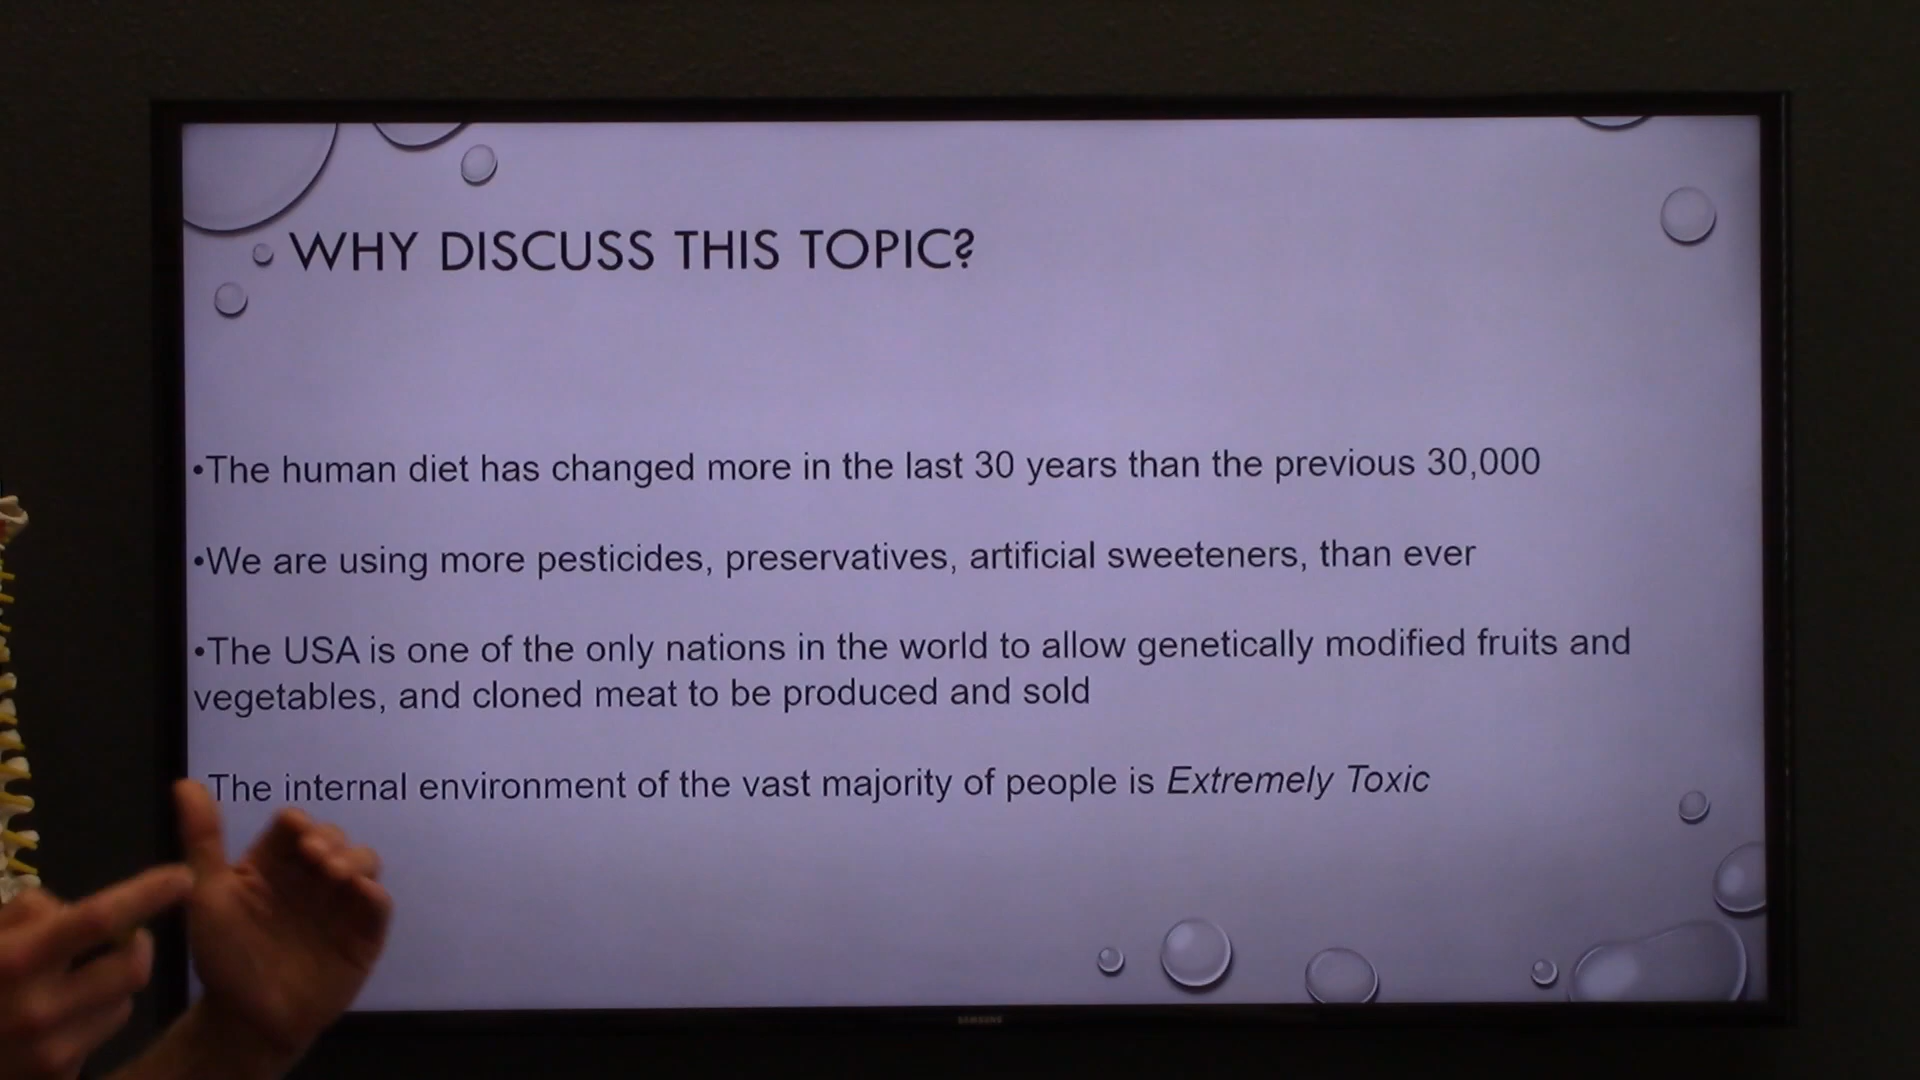 WHY DISCUSS THIS TOPIC?
•The human diet has changed more in the last 30 years than the previous 30,000
•We are using more pesticides, preservatives, artificial sweeteners, than ever
•The USA is one of the only nations in the world to allow genetically modified fruits and
vegetables, and cloned meat to be produced and sold
The internal environment of the vast majority of people is Extremely Toxic
SAMSUNG